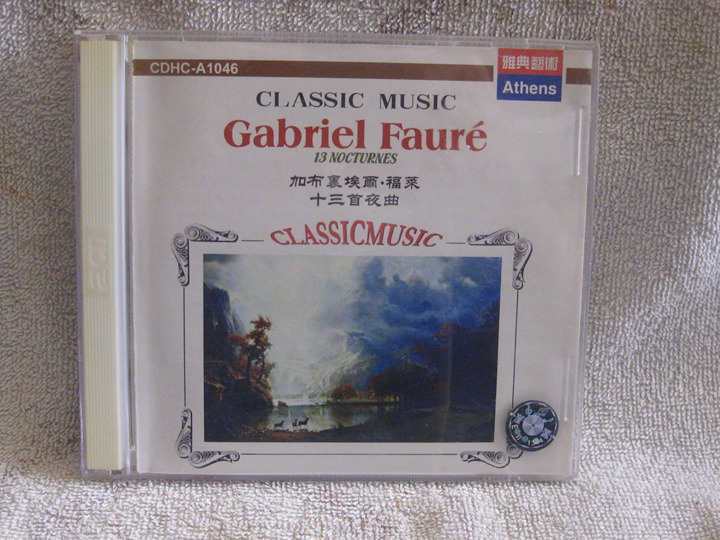 CDHC-A1046
雅典藝術
Athens
CLASSIC MUSIC
Gabriel Fauré
13 NOCTURNES
加布裏埃爾·福萊
十三首夜曲
CLASSICMUSIC
2CD